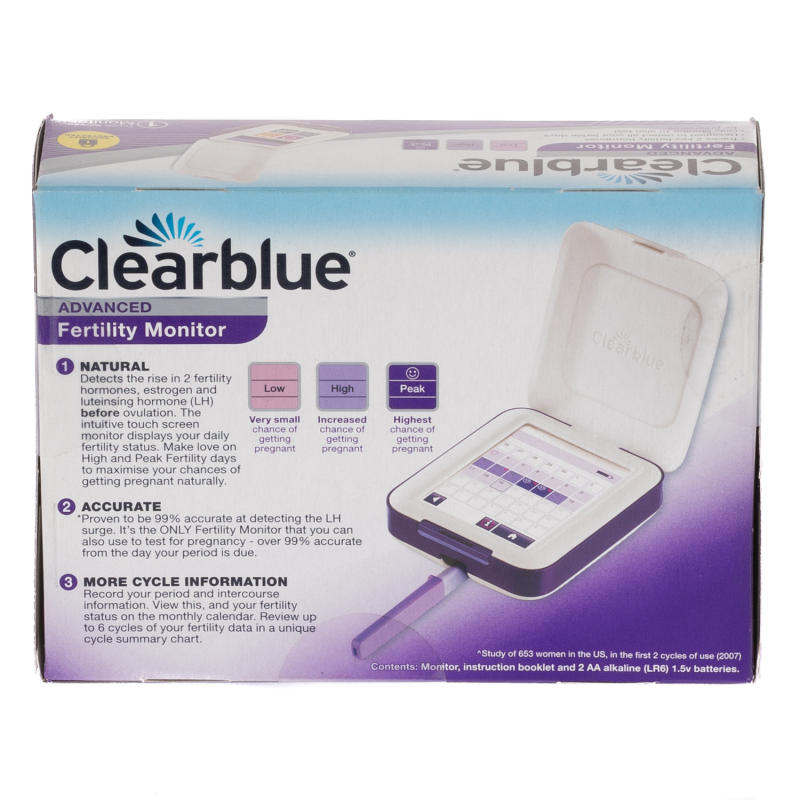 Clearblue®
ADVANCED
Fertility Monitor
Clearblue®
ADVANCED
Fertility Monitor
1 NATURAL
Detects the rise in 2 fertility
hormones, estrogen and
luteinsing hormone (LH)
before ovulation. The
intuitive touch screen
monitor displays your daily
fertility status. Make love on
High and Peak Fertility days
to maximise your chances of
getting pregnant naturally.
Low
Very small
chance of
getting
pregnant
High
Increased
chance of
getting
pregnant
Peak
Highest
chance of
getting
pregnant
2 ACCURATE
*Proven to be 99% accurate at detecting the LH
surge. It's the ONLY Fertility Monitor that you can
also use to test for pregnancy - over 99% accurate
from the day your period is due.
3 MORE CYCLE INFORMATION
Record your period and intercourse
information. View this, and your fertility
status on the monthly calendar. Review up
to 6 cycles of your fertility data in a unique
cycle summary chart.
Clearblue
^Study of 653 women in the US, in the first 2 cycles of use (2007)
Contents: Monitor, instruction booklet and 2 AA alkaline (LR6) 1.5v batteries.